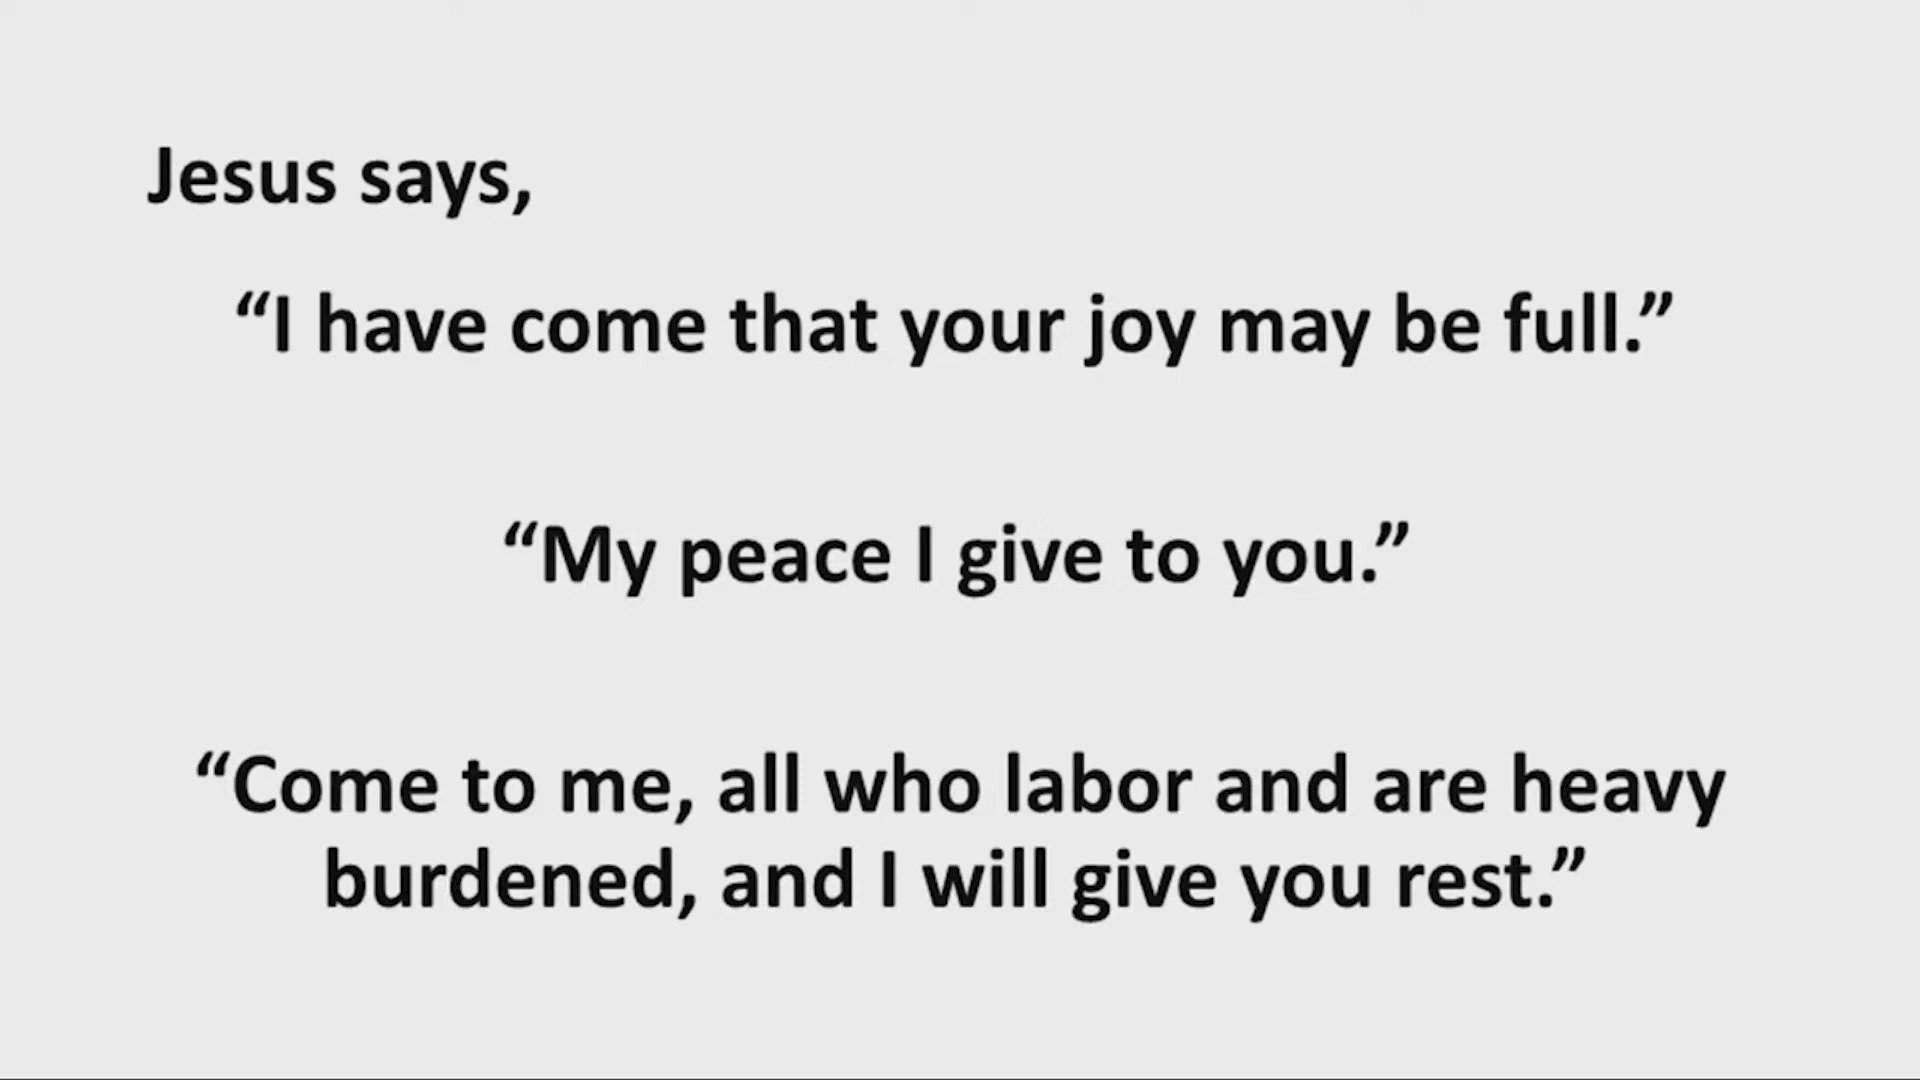 Jesus says,
“I have come that your joy may be full.”
“My peace I give to you.”
“Come to me, all who labor and are heavy
burdened, and I will give you rest.”